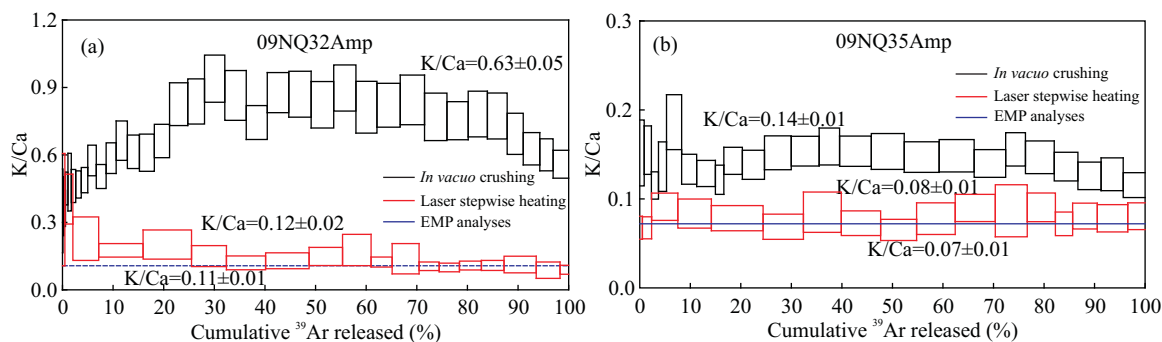 (a)
09NQ32Amp
K/Ca=0.63±0.05
In vacuo crushing
Laser stepwise heating
EMP analyses
K/Ca=0.12±0.02
K/Ca=0.11±0.01
K/Ca
1.2
0.9
0.6
0.3
0.0
0 10 20 30 40 50 60 70 80 90 100
Cumulative ³⁹Ar released (%)
(b)
09NQ35Amp
In vacuo crushing
Laser stepwise heating
EMP analyses
K/Ca=0.14±0.01
K/Ca=0.08±0.01
K/Ca=0.07±0.01
K/Ca
0.3
0.2
0.1
0.0
0 10 20 30 40 50 60 70 80 90 100
Cumulative ³⁹Ar released (%)